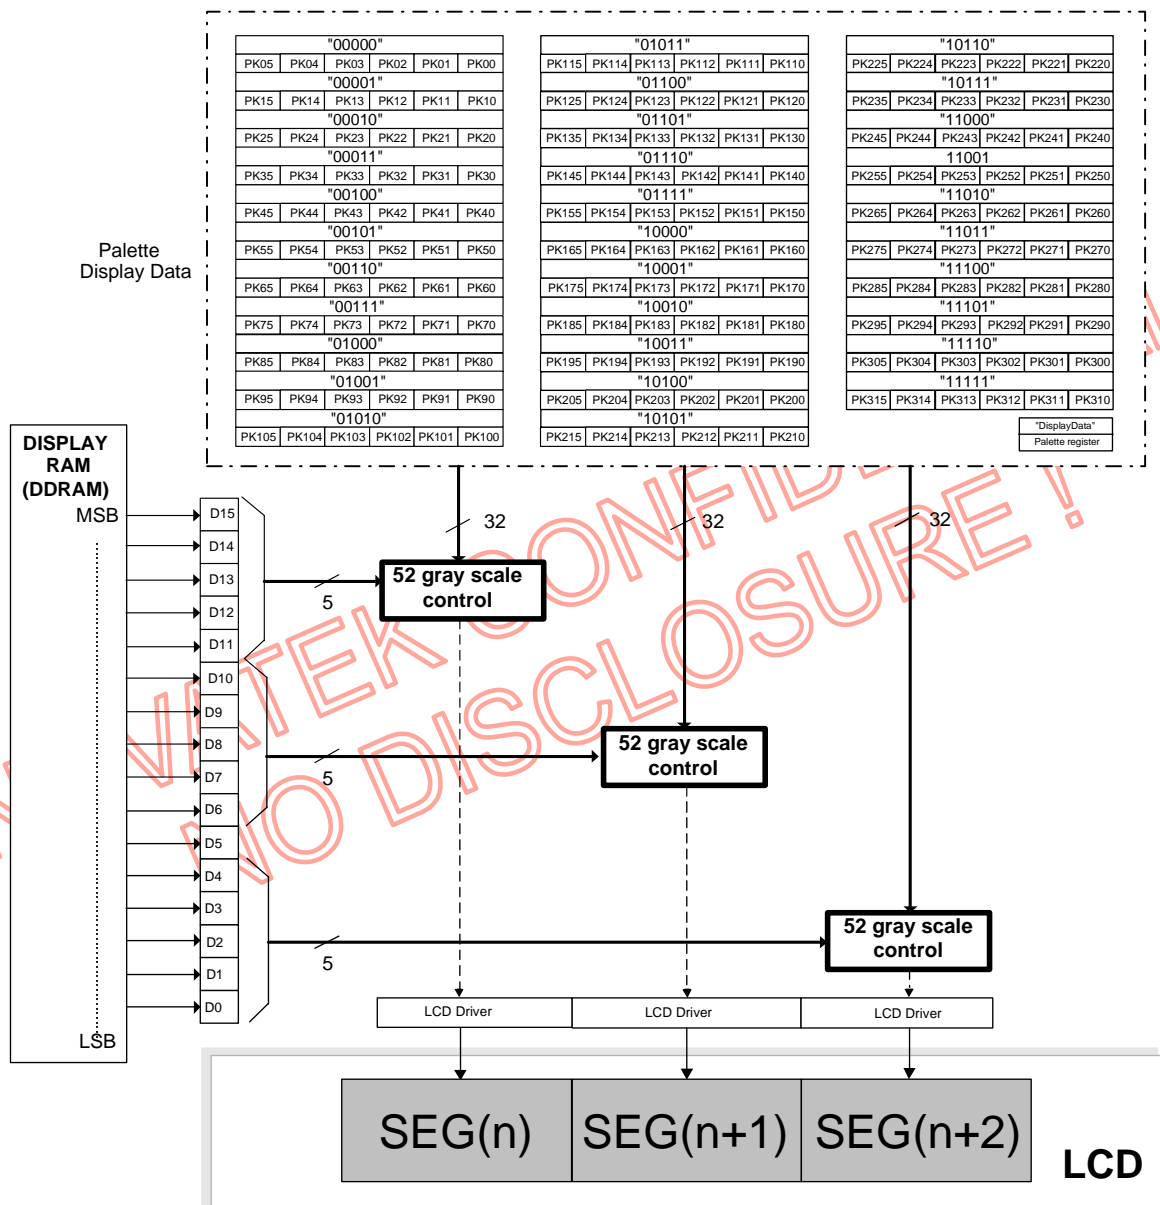 "00000"
PK05 PK04 PK03 PK02 PK01 PK00
"00001"
PK15 PK14 PK13 PK12 PK11 PK10
"00010"
PK25 PK24 PK23 PK22 PK21 PK20
"00011"
PK35 PK34 PK33 PK32 PK31 PK30
"00100"
PK45 PK44 PK43 PK42 PK41 PK40
"00101"
PK55 PK54 PK53 PK52 PK51 PK50
"00110"
PK65 PK64 PK63 PK62 PK61 PK60
"00111"
PK75 PK74 PK73 PK72 PK71 PK70
"01000"
PK85 PK84 PK83 PK82 PK81 PK80
"01001"
PK95 PK94 PK93 PK92 PK91 PK90
"01010"
PK105 PK104 PK103 PK102 PK101 PK100
"01011"
PK115 PK114 PK113 PK112 PK111 PK110
"01100"
PK125 PK124 PK123 PK122 PK121 PK120
"01101"
PK135 PK134 PK133 PK132 PK131 PK130
"01110"
PK145 PK144 PK143 PK142 PK141 PK140
"01111"
PK155 PK154 PK153 PK152 PK151 PK150
"10000"
PK165 PK164 PK163 PK162 PK161 PK160
"10001"
PK175 PK174 PK173 PK172 PK171 PK170
"10010"
PK185 PK184 PK183 PK182 PK181 PK180
"10011"
PK195 PK194 PK193 PK192 PK191 PK190
"10100"
PK205 PK204 PK203 PK202 PK201 PK200
"10101"
PK215 PK214 PK213 PK212 PK211 PK210
"10110"
PK225 PK224 PK223 PK222 PK221 PK220
"10111"
PK235 PK234 PK233 PK232 PK231 PK230
"11000"
PK245 PK244 PK243 PK242 PK241 PK240
11001
PK255 PK254 PK253 PK252 PK251 PK250
"11010"
PK265 PK264 PK263 PK262 PK261 PK260
"11011"
PK275 PK274 PK273 PK272 PK271 PK270
"11100"
PK285 PK284 PK283 PK282 PK281 PK280
"11101"
PK295 PK294 PK293 PK292 PK291 PK290
"11110"
PK305 PK304 PK303 PK302 PK301 PK300
"11111"
PK315 PK314 PK313 PK312 PK311 PK310
"DisplayData"
Palette register
Palette
Display Data
DISPLAY
RAM
(DDRAM)
MSB
LSB
D15
D14
D13
D12
D11
D10
D9
D8
D7
D6
D5
D4
D3
D2
D1
D0
32
32
32
5
52 gray scale
control
5
52 gray scale
control
5
52 gray scale
control
LCD Driver
LCD Driver
LCD Driver
SEG(n)
SEG(n+1)
SEG(n+2)
LCD
NO DISCLOSURE !